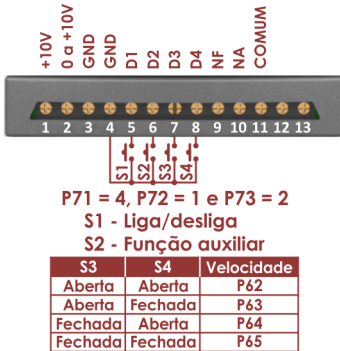 +10V 0 a +10V GND GND D1 D2 D3 D4 NF NA COMUM
1 2 3 4 5 6 7 8 9 10 11 12 13
S1 S2 S3 S4
P71 = 4, P72 = 1 e P73 = 2
S1 - Liga/desliga
S2 - Função auxiliar
S3 S4 Velocidade
Aberta Aberta P62
Aberta Fechada P63
Fechada Aberta P64
Fechada Fechada P65